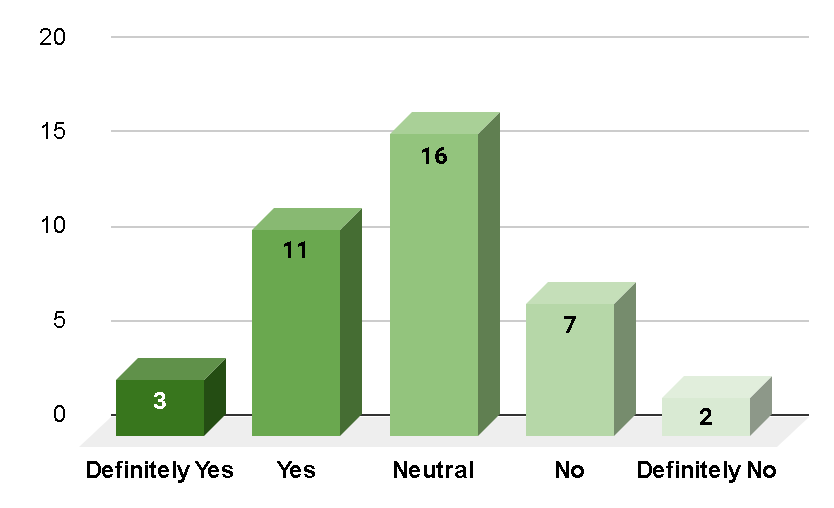 20
15
10
5
0
3
11
16
7
2
Definitely Yes
Yes
Neutral
No
Definitely No